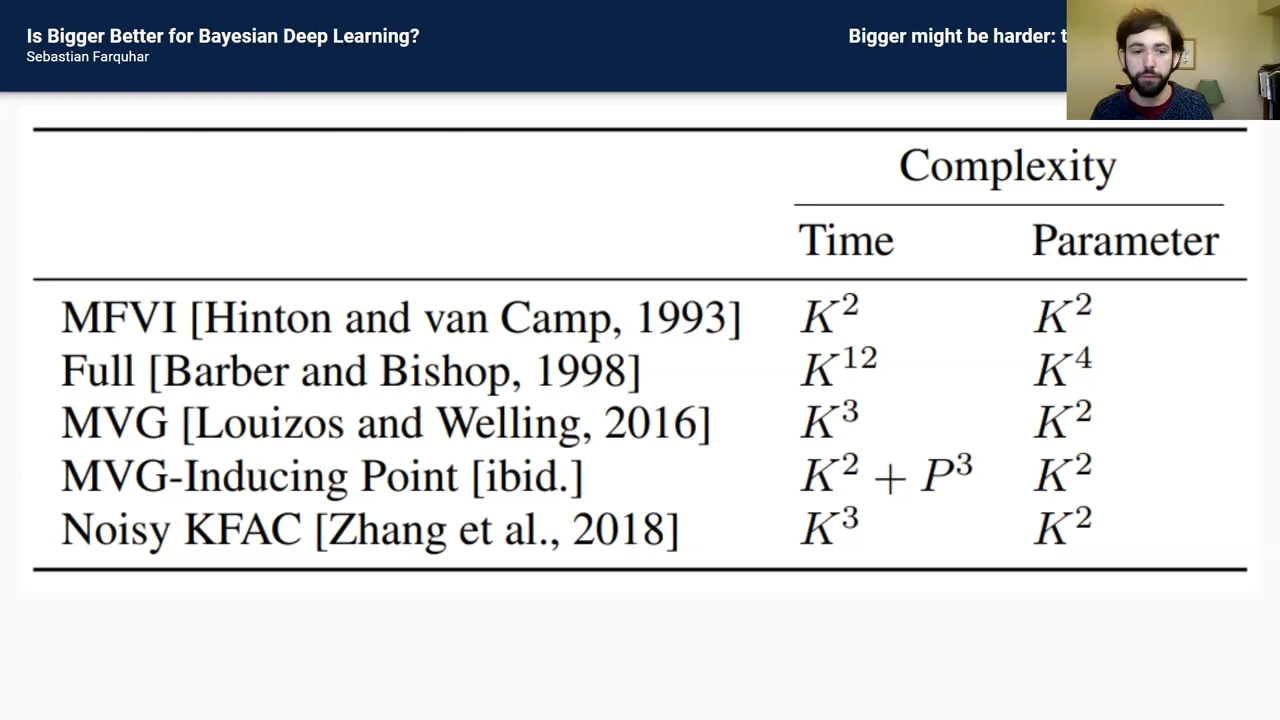 Is Bigger Better for Bayesian Deep Learning?
Sebastian Farquhar
Bigger might be harder:
Complexity
Time Parameter
MFVI [Hinton and van Camp, 1993] K² K²
Full [Barber and Bishop, 1998] K¹² K⁴
MVG [Louizos and Welling, 2016] K³ K²
MVG-Inducing Point [ibid.] K² + P³ K²
Noisy KFAC [Zhang et al., 2018] K³ K²